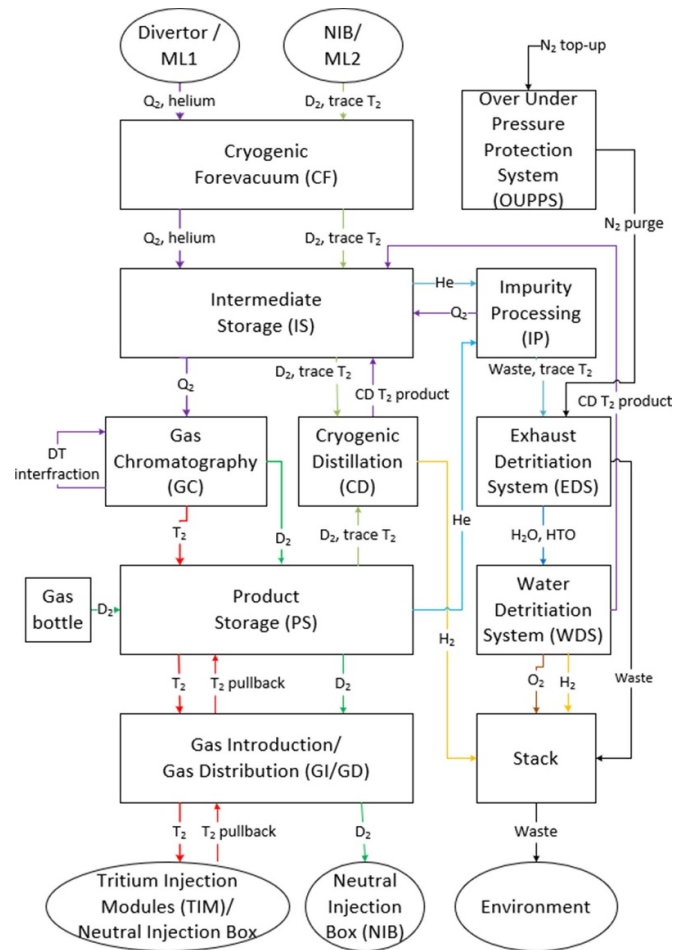 Divertor /
ML1
NIB/
ML2
N₂ top-up
Q₂, helium
D₂, trace T₂
Over Under
Pressure
Protection
System
(OUPPS)
Cryogenic
Forevacuum (CF)
N₂ purge
Q₂, helium
D₂, trace T₂
Intermediate
Storage (IS)
He
Q₂
Impurity
Processing
(IP)
Q₂
D₂, trace T₂
CD T₂ product
Waste, trace T₂
CD T₂ product
DT
interfraction
Gas
Chromatography
(GC)
Cryogenic
Distillation
(CD)
Exhaust
Detritiation
System (EDS)
T₂
D₂
D₂, trace T₂
He
H₂O, HTO
Gas
bottle
D₂
Product
Storage (PS)
H₂
Water
Detritiation
System (WDS)
T₂
T₂ pullback
D₂
O₂
H₂
Waste
Gas Introduction/
Gas Distribution (GI/GD)
Stack
T₂
T₂ pullback
D₂
Waste
Tritium Injection
Modules (TIM)/
Neutral Injection Box
Neutral
Injection
Box (NIB)
Environment